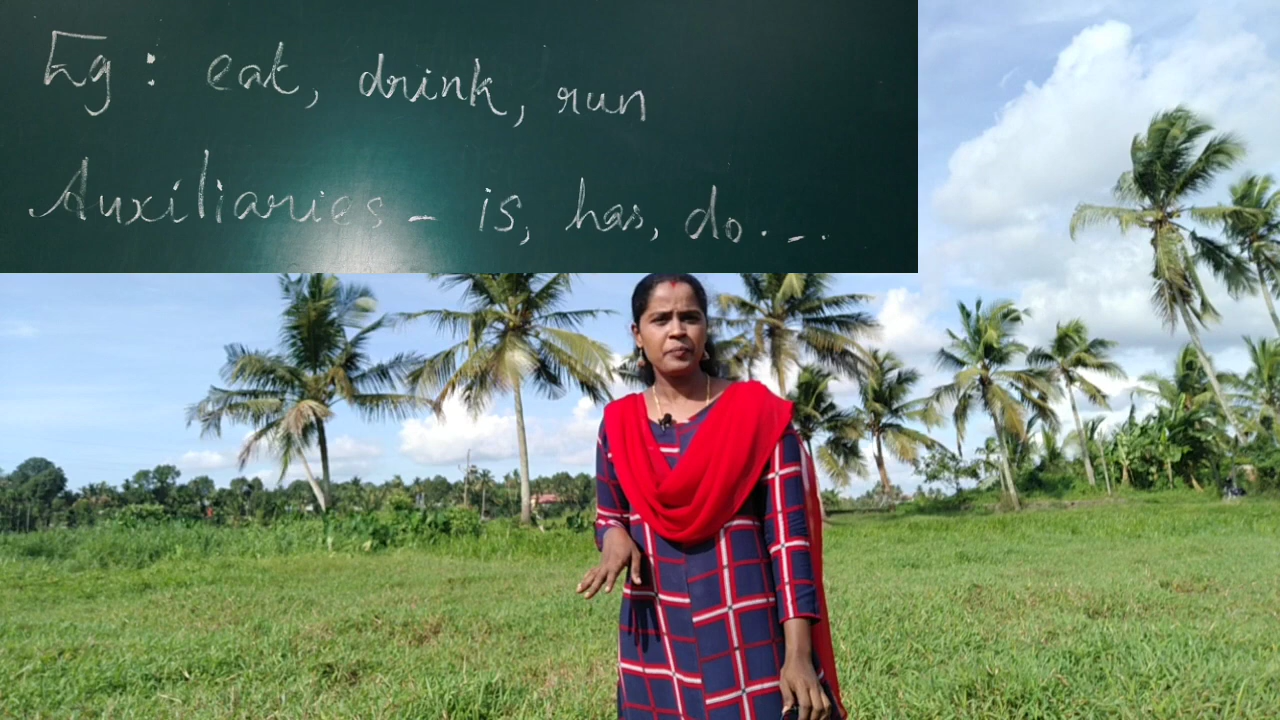 Eg : eat, drink, run
Auxiliaries - is, has, do...